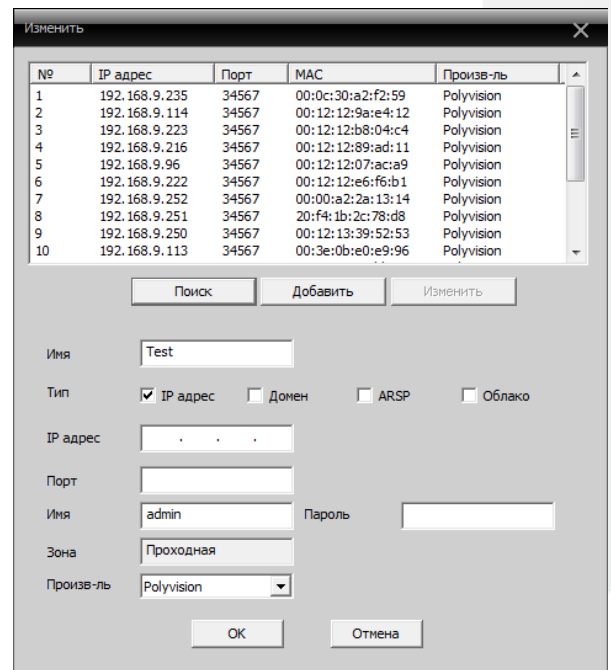 Изменить
№ IP адрес Порт MAC Произв-ль
1 192.168.9.235 34567 00:0c:30:a2:f2:59 Polyvision
2 192.168.9.114 34567 00:12:12:9a:e4:12 Polyvision
3 192.168.9.223 34567 00:12:12:b8:04:c4 Polyvision
4 192.168.9.216 34567 00:12:12:89:ad:11 Polyvision
5 192.168.9.96 34567 00:12:12:07:ac:a9 Polyvision
6 192.168.9.222 34567 00:12:12:e6:f6:b1 Polyvision
7 192.168.9.252 34567 00:00:a2:2a:13:14 Polyvision
8 192.168.9.251 34567 20:f4:1b:2c:78:d8 Polyvision
9 192.168.9.250 34567 00:12:13:39:52:53 Polyvision
10 192.168.9.113 34567 00:3e:0b:e0:e9:96 Polyvision
Поиск Добавить Изменить
Имя Test
Тип IP адрес Домен ARSP Облако
IP адрес . . .
Порт
Имя admin Пароль
Зона Проходная
Произв-ль Polyvision
OK Отмена